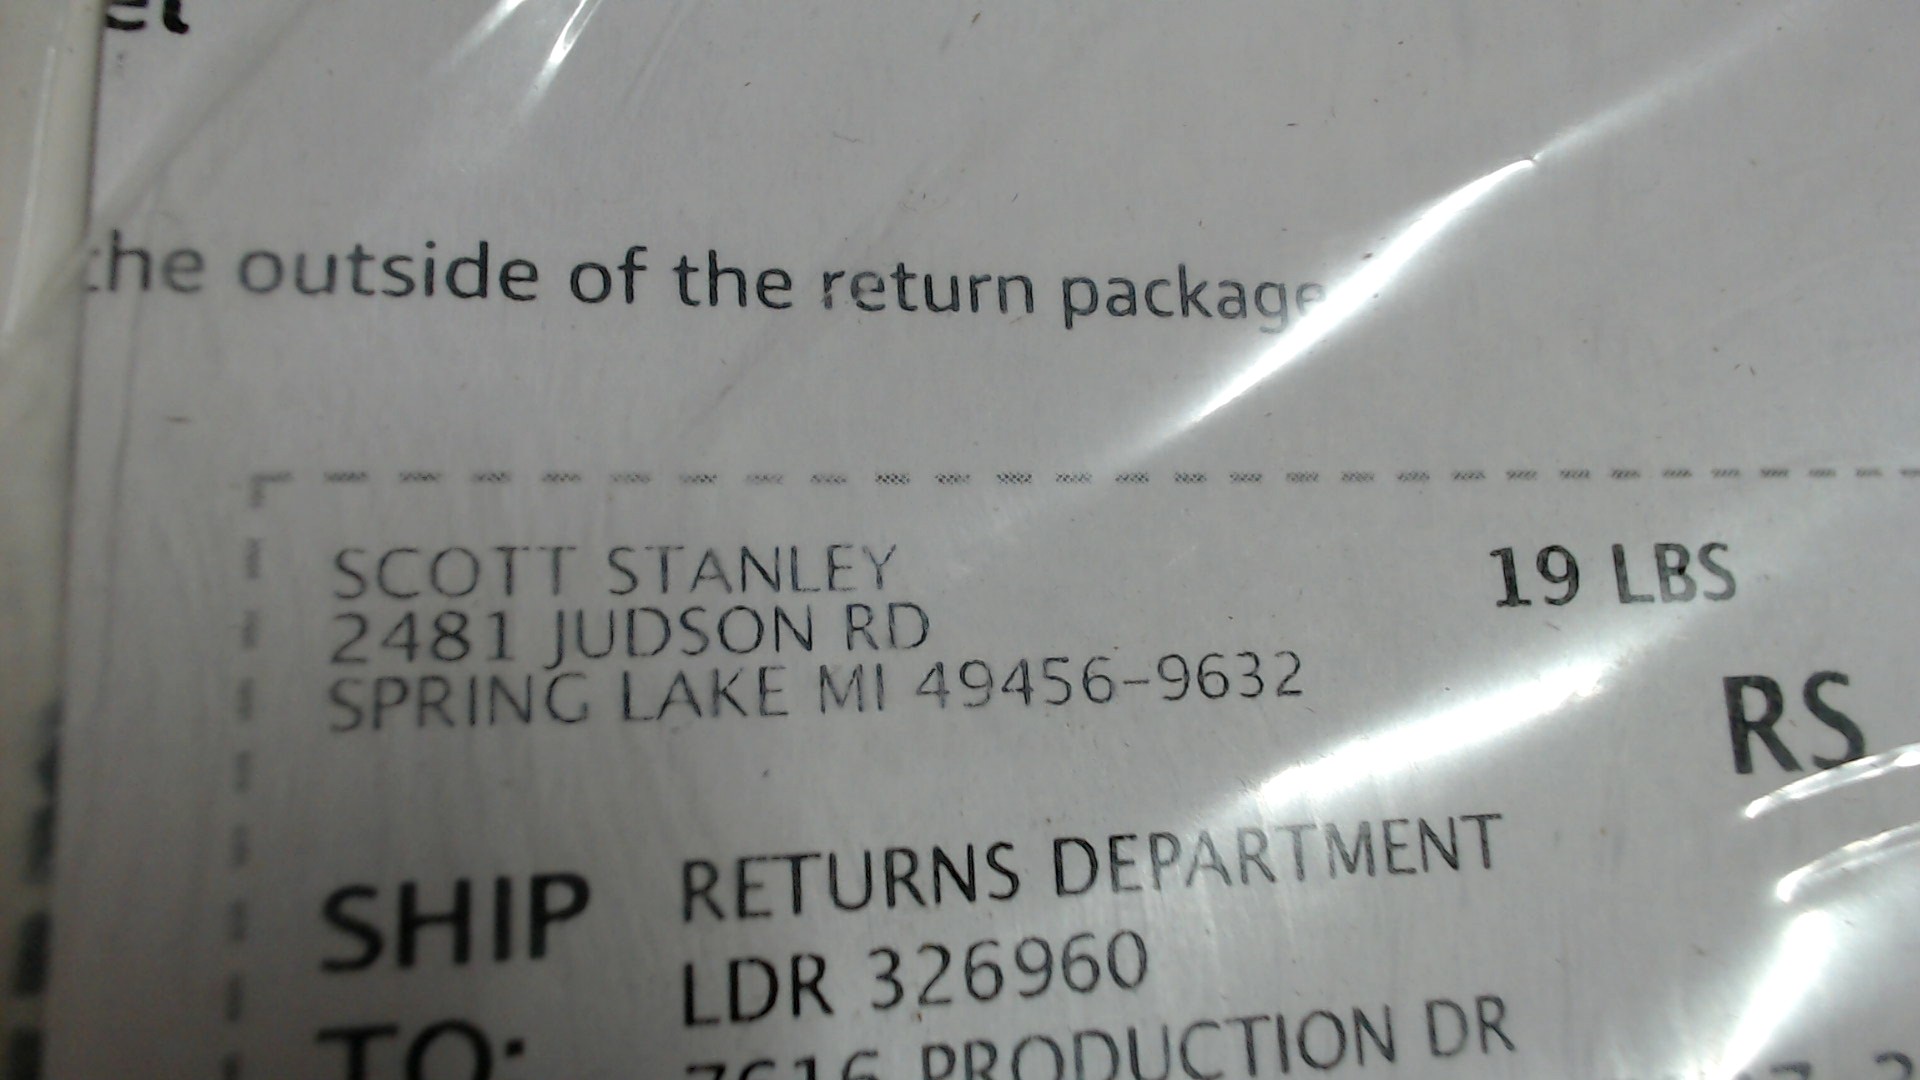 the outside of the return package
SCOTT STANLEY
2481 JUDSON RD
SPRING LAKE MI 49456-9632
19 LBS
RS
SHIP TO:
RETURNS DEPARTMENT
LDR 326960
PRODUCTION DR